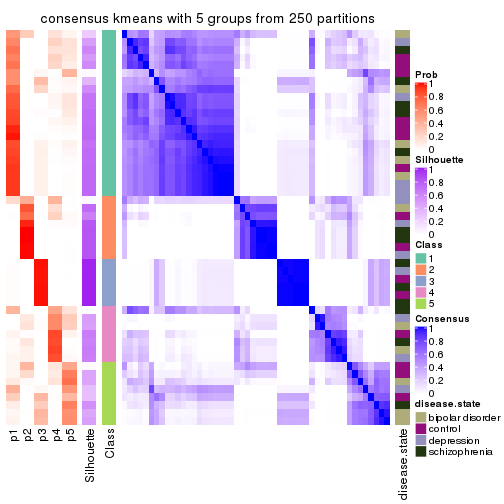 consensus kmeans with 5 groups from 250 partitions
Prob
1
0.8
0.6
0.4
0.2
0
Silhouette
1
0.8
0.6
0.4
0.2
0
Class
1
2
3
4
5
Consensus
1
0.8
0.6
0.4
0.2
0
disease.state
bipolar disorder
control
depression
schizophrenia
p1
p2
p3
p4
p5
Silhouette
Class
disease.state